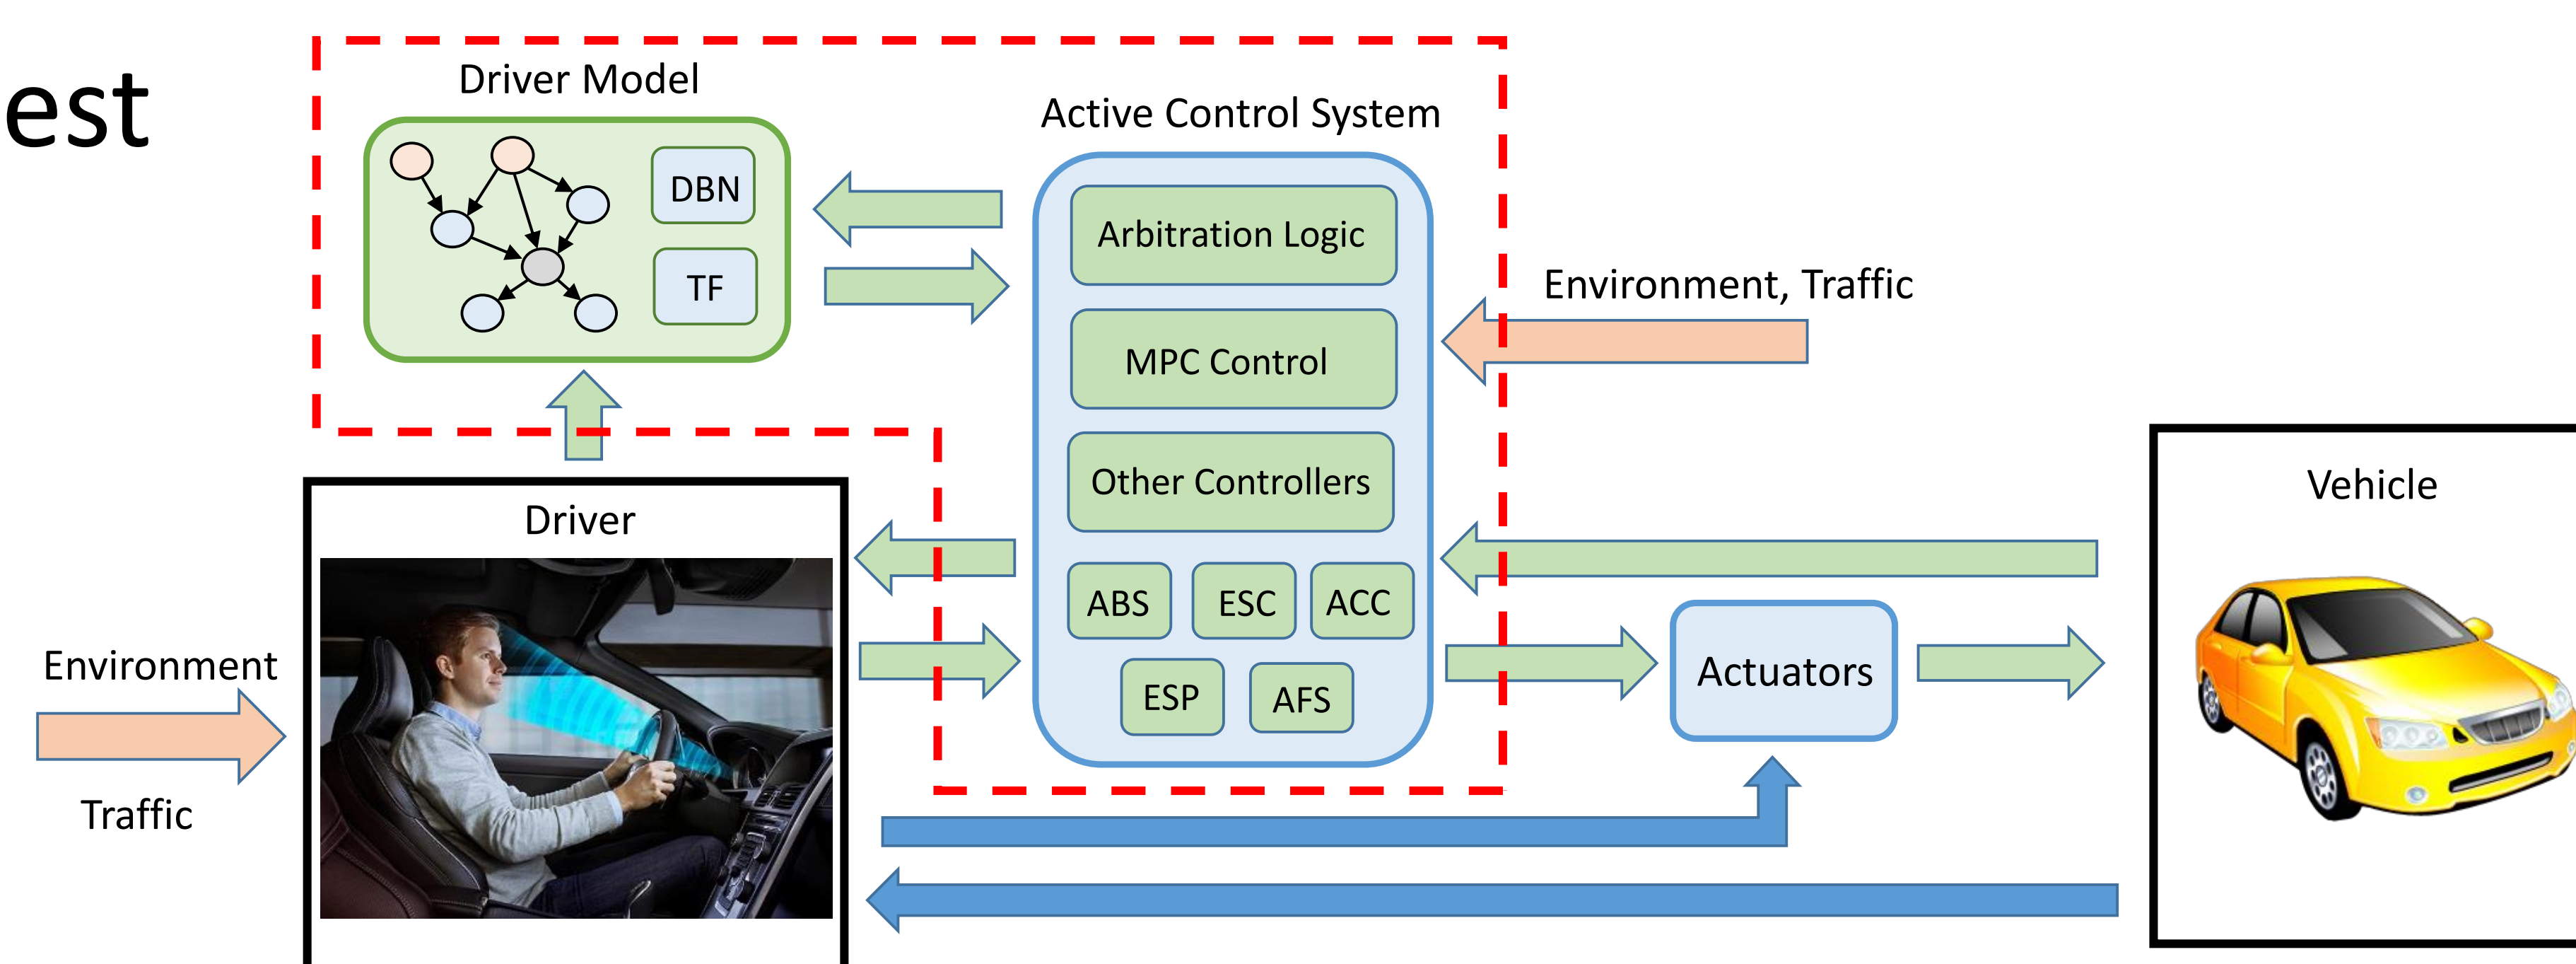 est
Driver Model
DBN
TF
Active Control System
Arbitration Logic
MPC Control
Other Controllers
ABS
ESC
ACC
ESP
AFS
Environment, Traffic
Driver
Environment
Traffic
Actuators
Vehicle